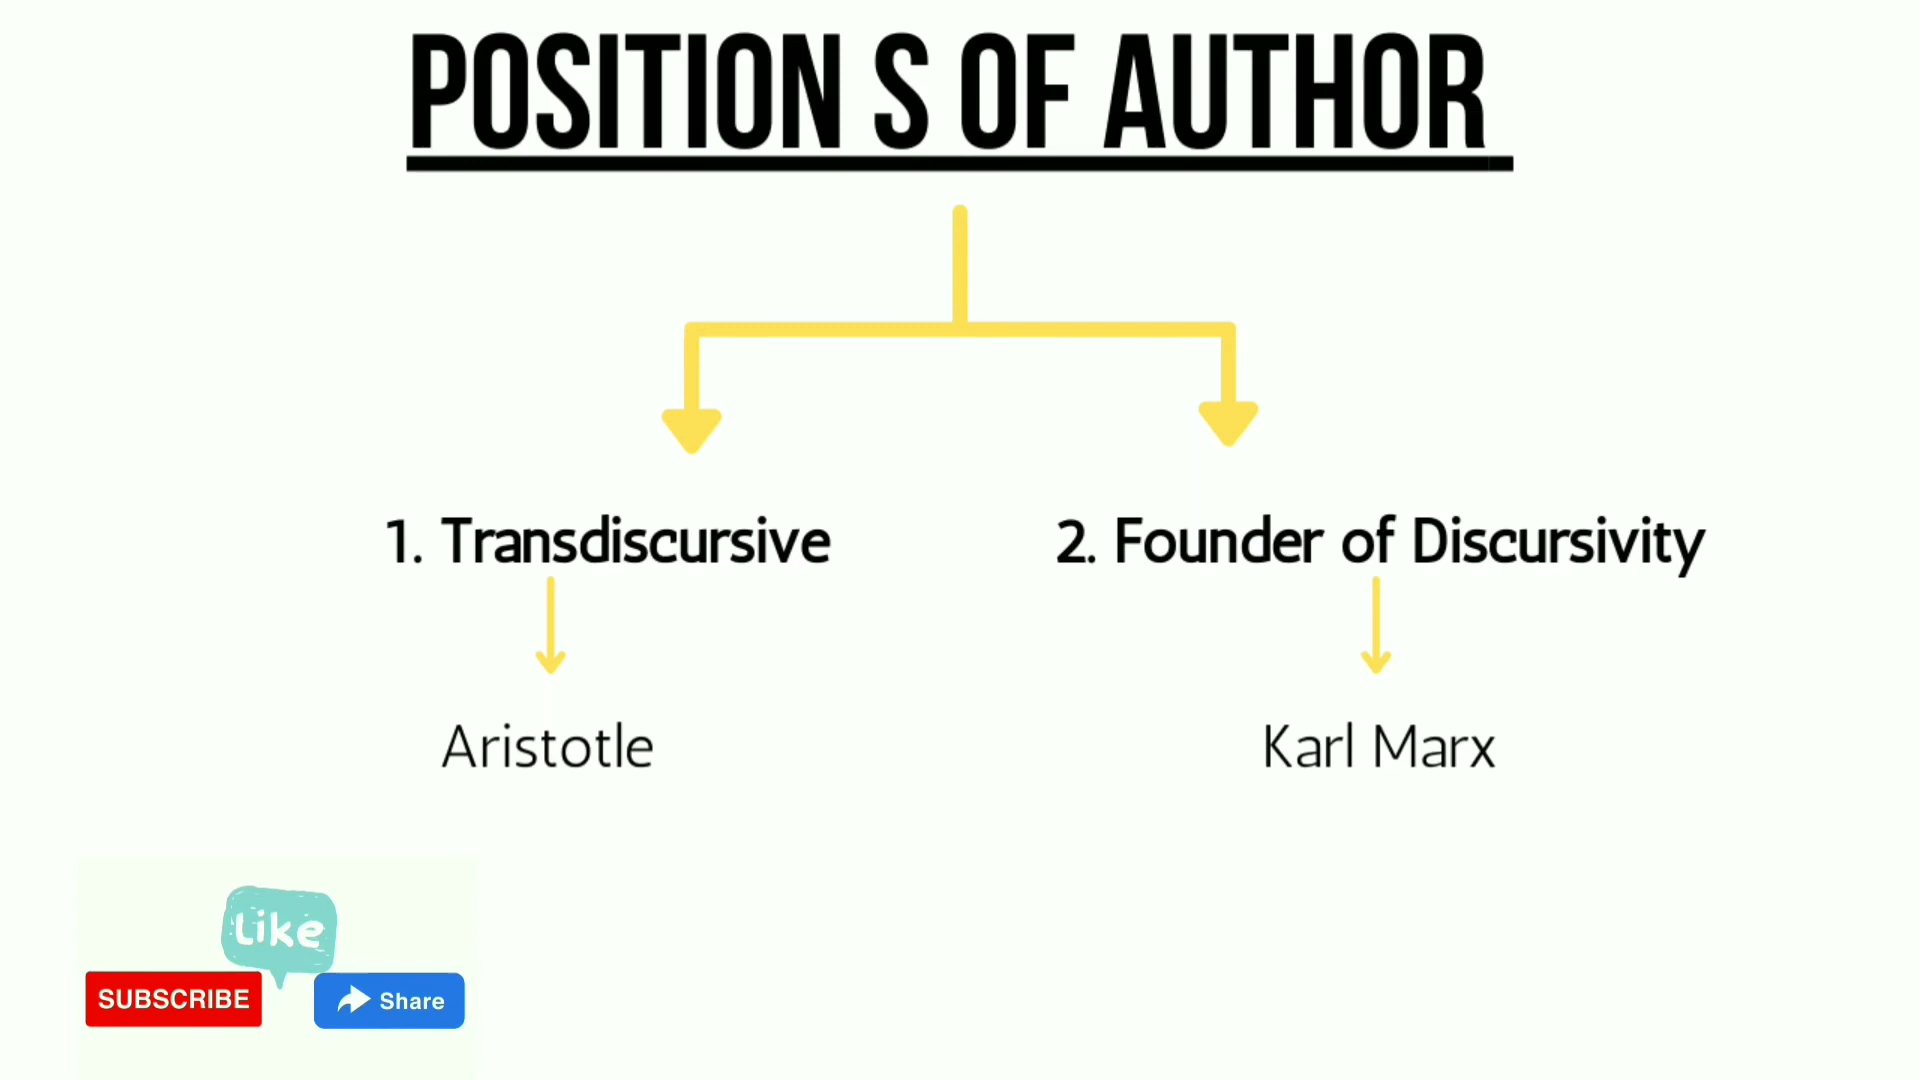 POSITION S OF AUTHOR
1. Transdiscursive
2. Founder of Discursivity
Aristotle
Karl Marx
Like
SUBSCRIBE
Share